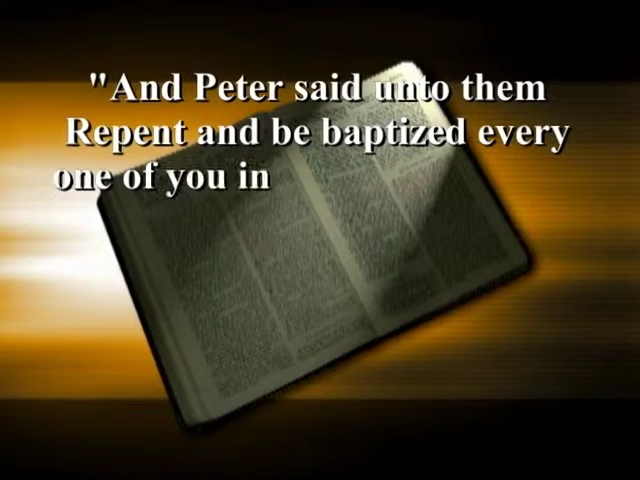 "And Peter said unto them
Repent and be baptized every
one of you in